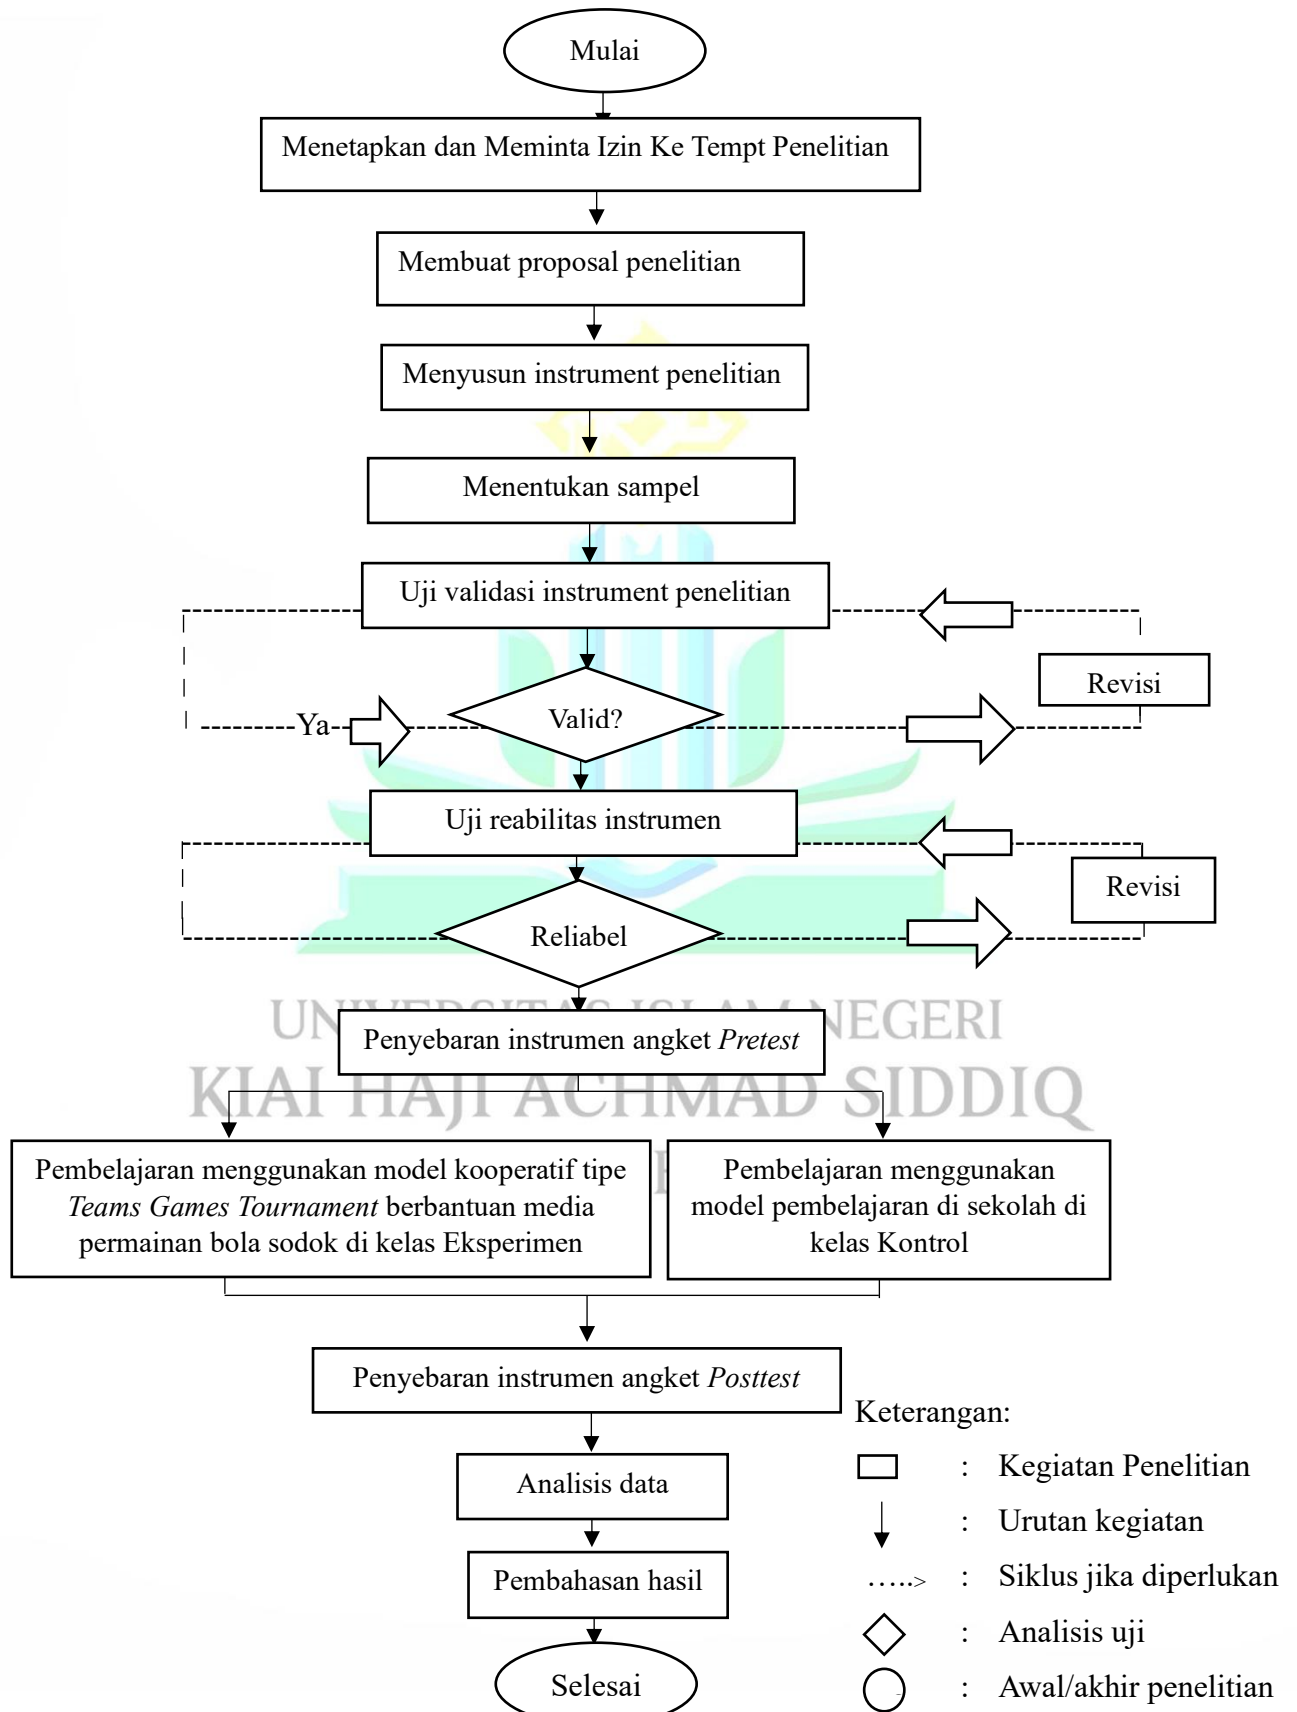 Mulai
Menetapkan dan Meminta Izin Ke Tempt Penelitian
Membuat proposal penelitian
Menyusun instrument penelitian
Menentukan sampel
Uji validasi instrument penelitian
Revisi
Ya
Valid?
Uji reabilitas instrumen
Revisi
Reliabel
UNIVERSITAS ISLAM NEGERI
Penyebaran instrumen angket Pretest
KIAI HAJI ACHMAD SIDDIQ
Pembelajaran menggunakan model kooperatif tipe
Teams Games Tournament berbantuan media
permainan bola sodok di kelas Eksperimen
Pembelajaran menggunakan
model pembelajaran di sekolah di
kelas Kontrol
Penyebaran instrumen angket Posttest
Analisis data
Pembahasan hasil
Selesai
Keterangan:
: Kegiatan Penelitian
: Urutan kegiatan
…..> : Siklus jika diperlukan
: Analisis uji
: Awal/akhir penelitian